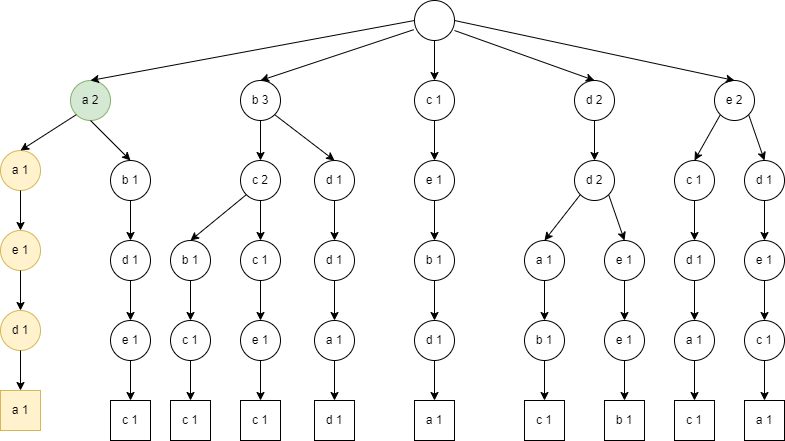 a 2 b 3 c 1 d 2 e 2
a 1 b 1 c 2 d 1 e 1 d 2 c 1 d 1
e 1 d 1 b 1 c 1 d 1 b 1 a 1 e 1 d 1 e 1
d 1 e 1 c 1 e 1 a 1 d 1 b 1 e 1 a 1 c 1
a 1 c 1 c 1 c 1 d 1 a 1 c 1 b 1 c 1 a 1